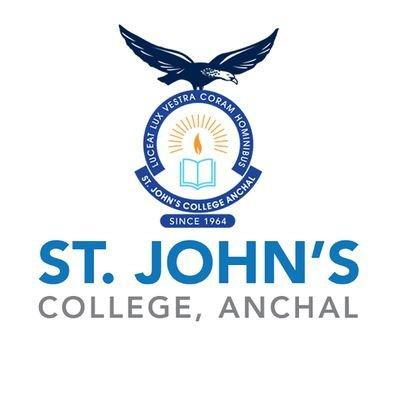 LUCEAT LUX VESTRA CORAM HOMINIBUS
ST. JOHN'S COLLEGE ANCHAL
SINCE 1964
ST. JOHN'S
COLLEGE, ANCHAL